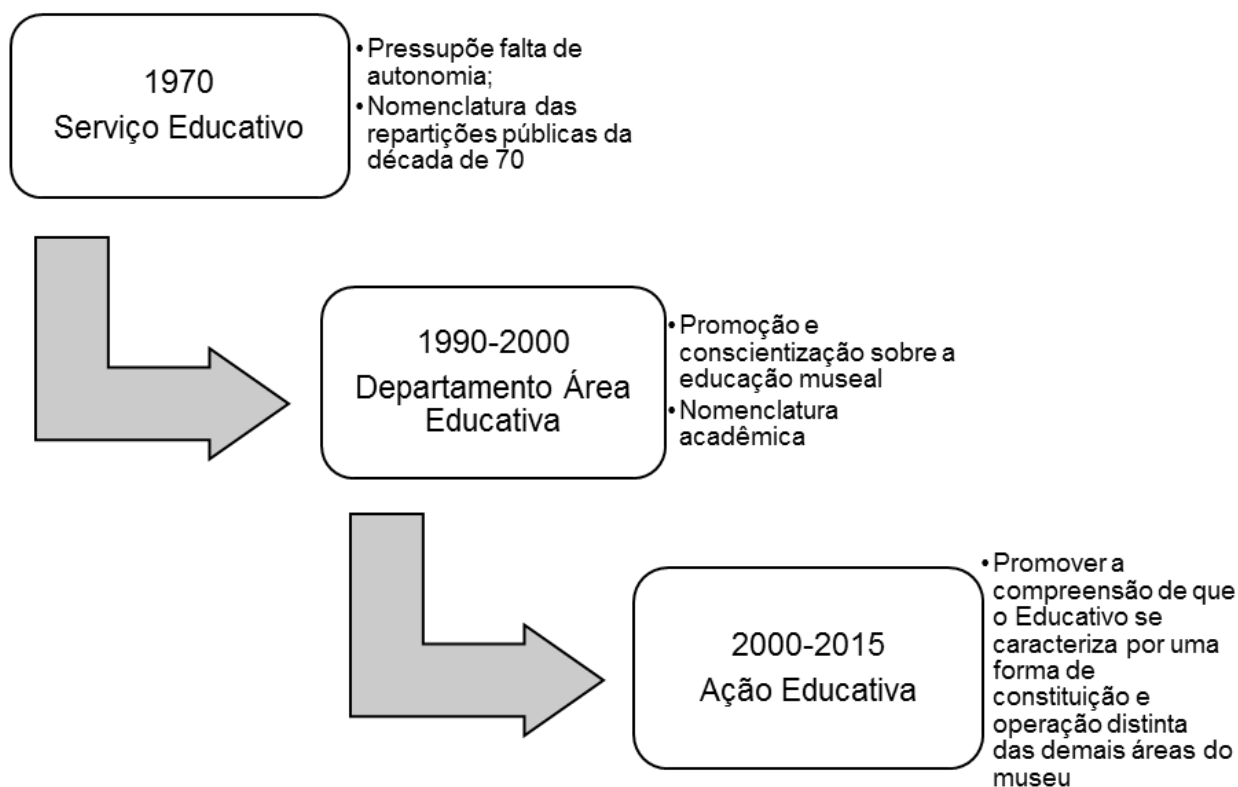 1970
Serviço Educativo
•Pressupõe falta de
autonomia;
•Nomenclatura das
repartições públicas da
década de 70
1990-2000
Departamento Área
Educativa
•Promoção e
conscientização sobre a
educação museal
•Nomenclatura
acadêmica
2000-2015
Ação Educativa
•Promover a
compreensão de que
o Educativo se
caracteriza por uma
forma de
constituição e
operação distinta
das demais áreas do
museu